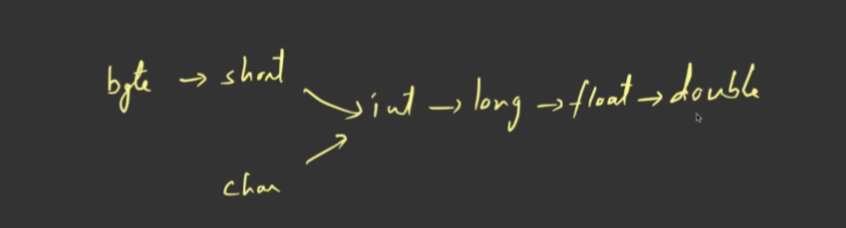 byte → short
→ int → long → float → double
char